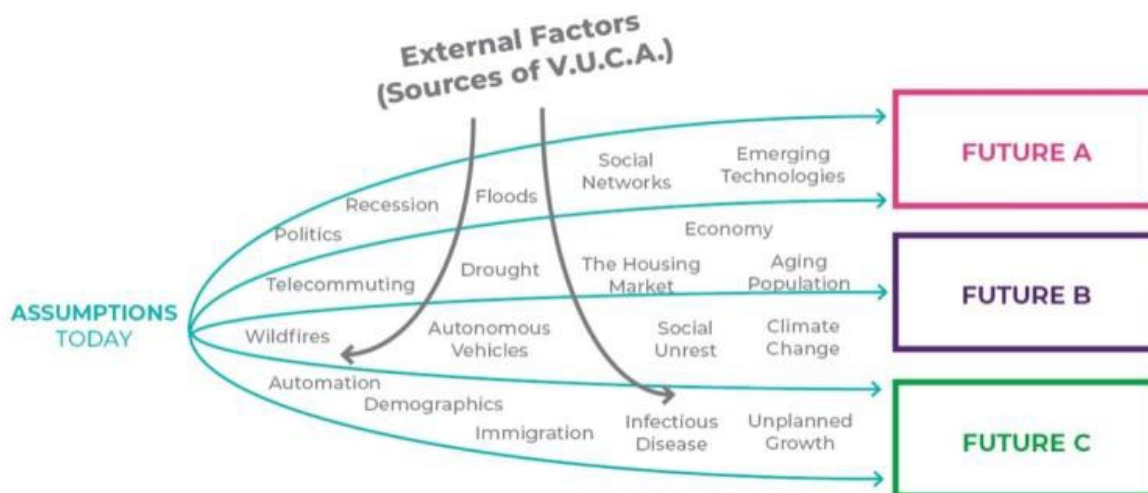 External Factors
(Sources of V.U.C.A.)
FUTURE A
Social
Networks
Emerging
Technologies
Recession
Floods
Politics
Economy
Telecommuting
Drought
The Housing
Market
Aging
Population
FUTURE B
ASSUMPTIONS
TODAY
Wildfires
Autonomous
Vehicles
Social
Unrest
Climate
Change
Automation
Demographics
Immigration
Infectious
Disease
Unplanned
Growth
FUTURE C